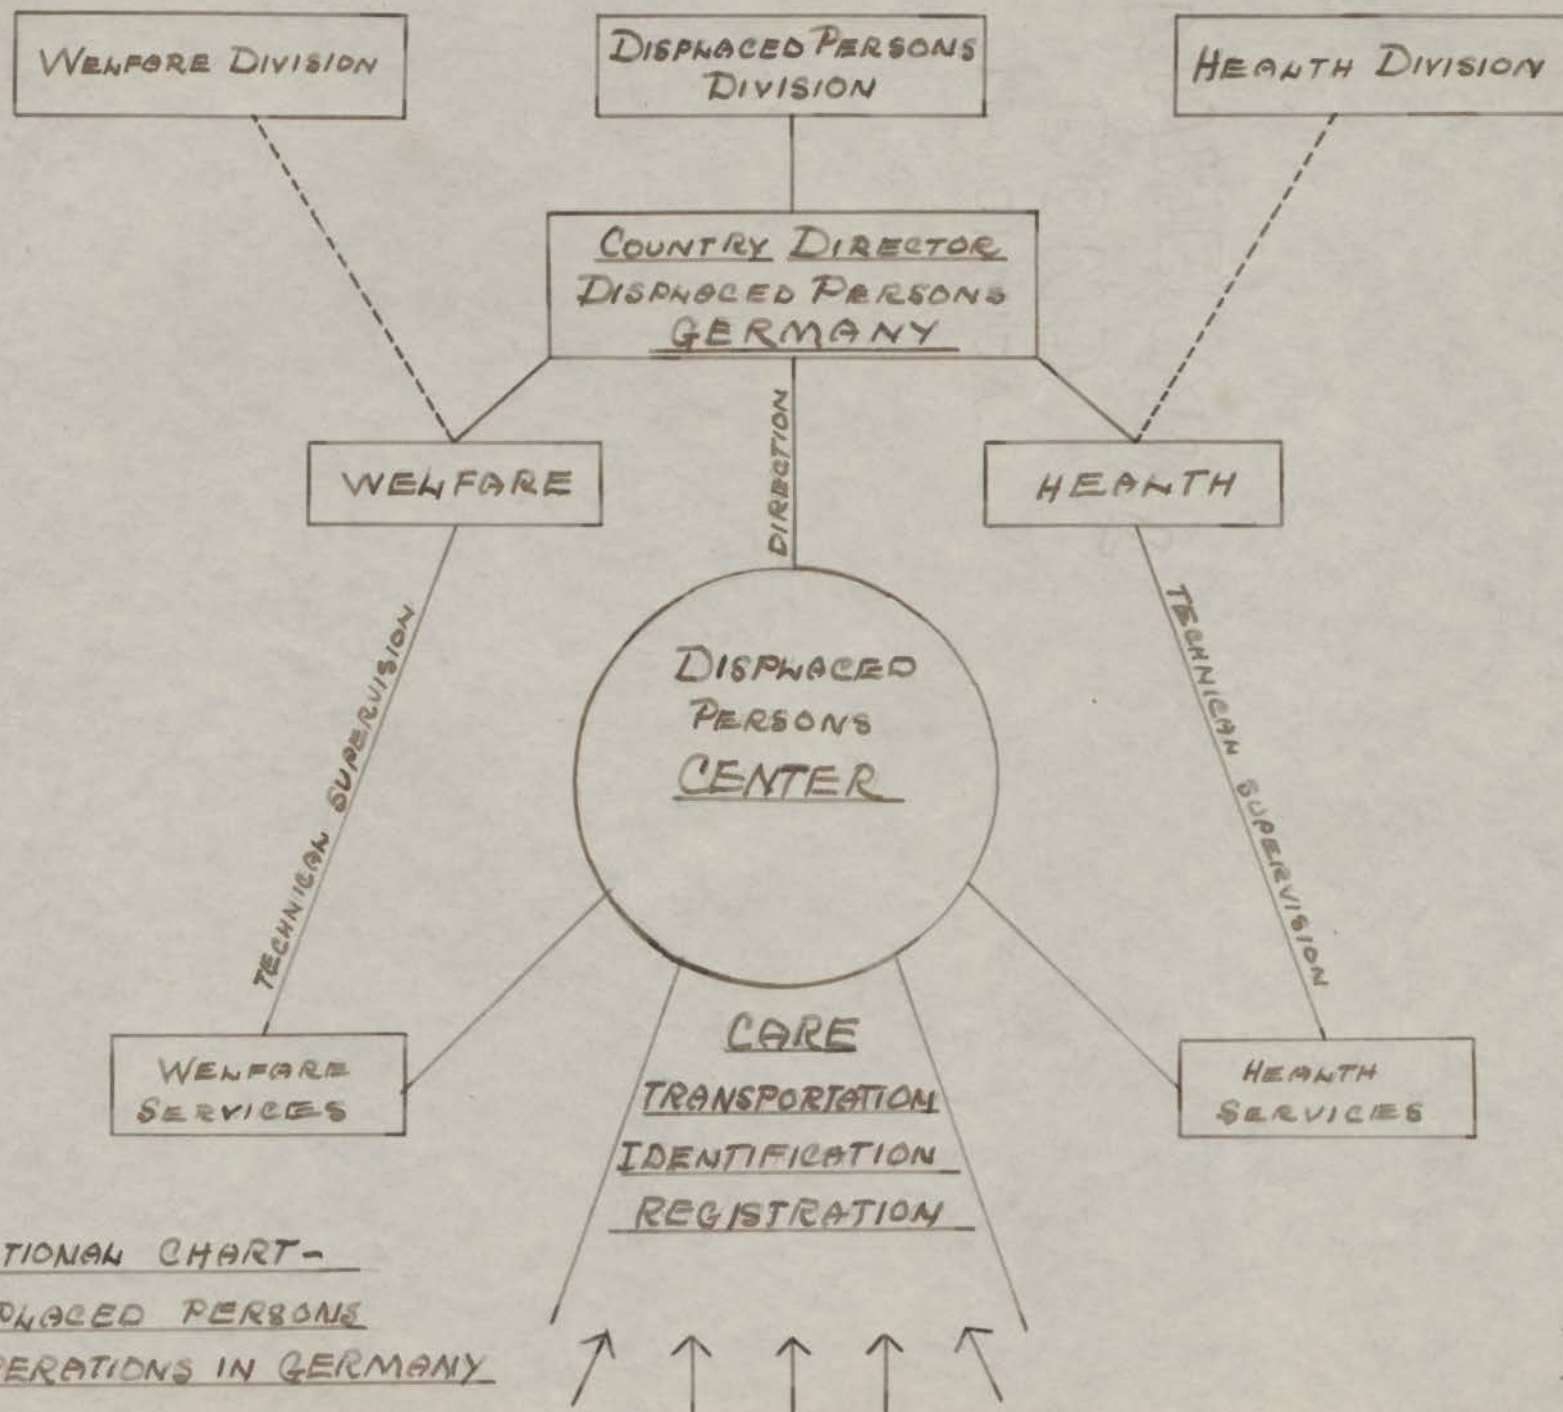 WELFARE DIVISION
DISPLACED PERSONS
DIVISION
HEALTH DIVISION
COUNTRY DIRECTOR
DISPLACED PERSONS
GERMANY
DIRECTION
WELFARE
HEALTH
TECHNICAL SUPERVISION
TECHNICAL SUPERVISION
DISPLACED
PERSONS
CENTER
WELFARE
SERVICES
HEALTH
SERVICES
CARE
TRANSPORTATION
IDENTIFICATION
REGISTRATION
TIONAL CHART-
PLACED PERSONS
ERATIONS IN GERMANY